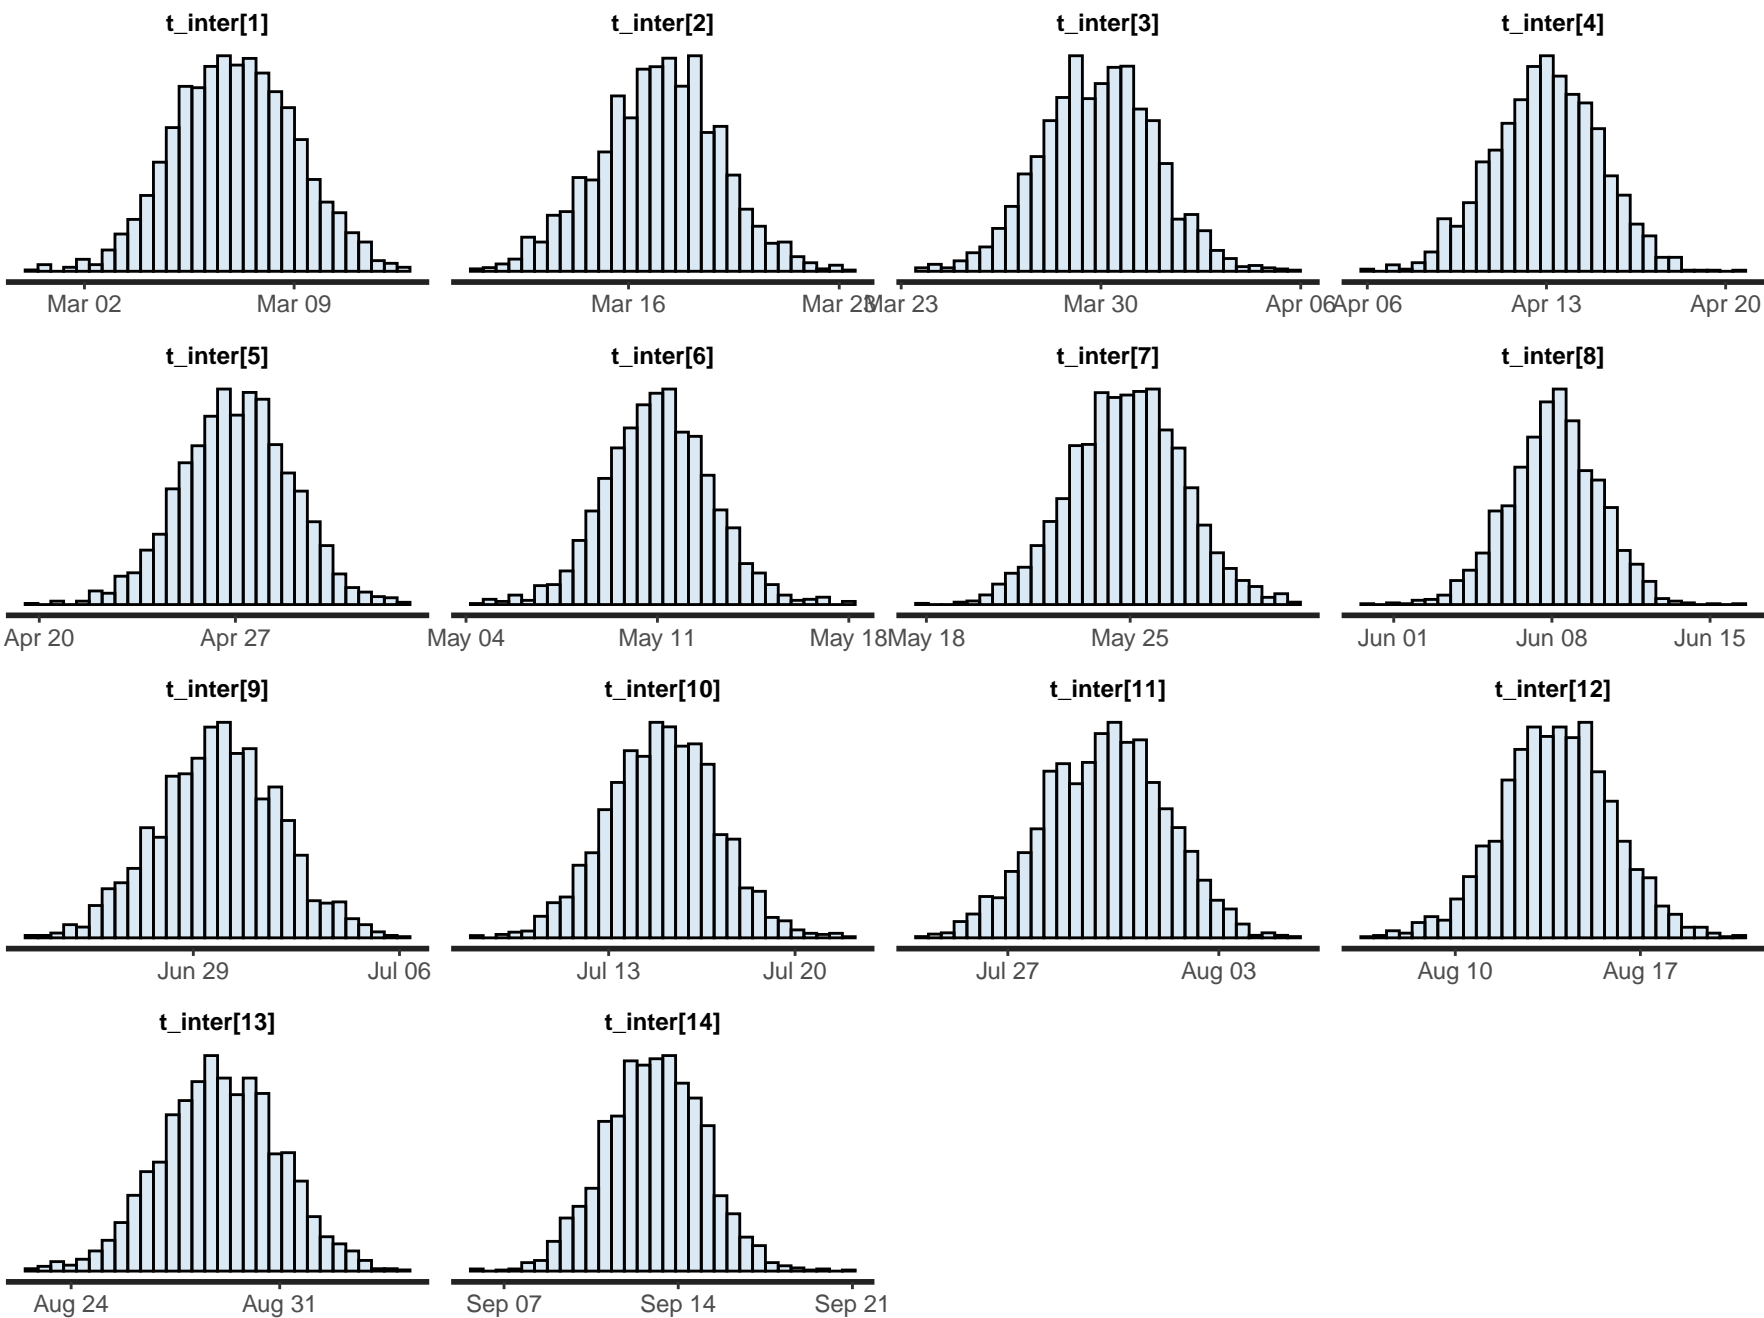 t_inter[1] t_inter[2] t_inter[3] t_inter[4]
Mar 02 Mar 09 Mar 16 Mar 23 Mar 23 Mar 30 Apr 06 Apr 06 Apr 13 Apr 20
t_inter[5] t_inter[6] t_inter[7] t_inter[8]
Apr 20 Apr 27 May 04 May 11 May 18 May 18 May 25 Jun 01 Jun 08 Jun 15
t_inter[9] t_inter[10] t_inter[11] t_inter[12]
Jun 29 Jul 06 Jul 13 Jul 20 Jul 27 Aug 03 Aug 10 Aug 17
t_inter[13] t_inter[14]
Aug 24 Aug 31 Sep 07 Sep 14 Sep 21